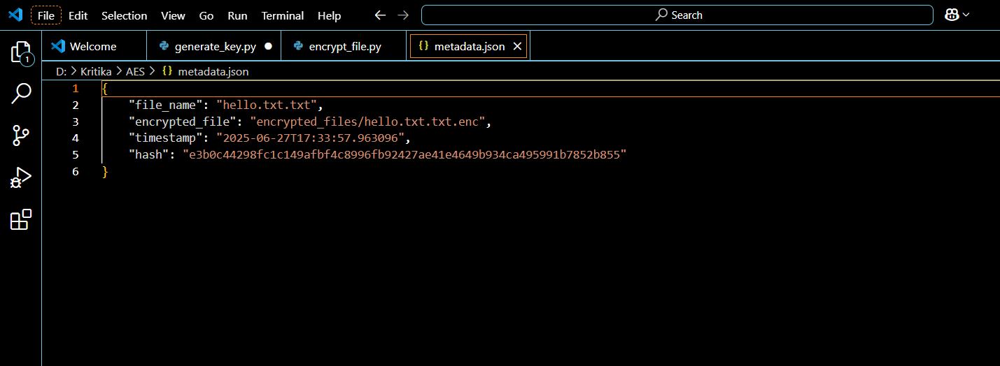 File Edit Selection View Go Run Terminal Help Search
1
Welcome generate_key.py encrypt_file.py metadata.json
D: > Kritika > AES > {} metadata.json
1 {
2 "file_name": "hello.txt.txt",
3 "encrypted_file": "encrypted_files/hello.txt.txt.enc",
4 "timestamp": "2025-06-27T17:33:57.963096",
5 "hash": "e3b0c44298fc1c149afbf4c8996fb92427ae41e4649b934ca495991b7852b855"
6 }